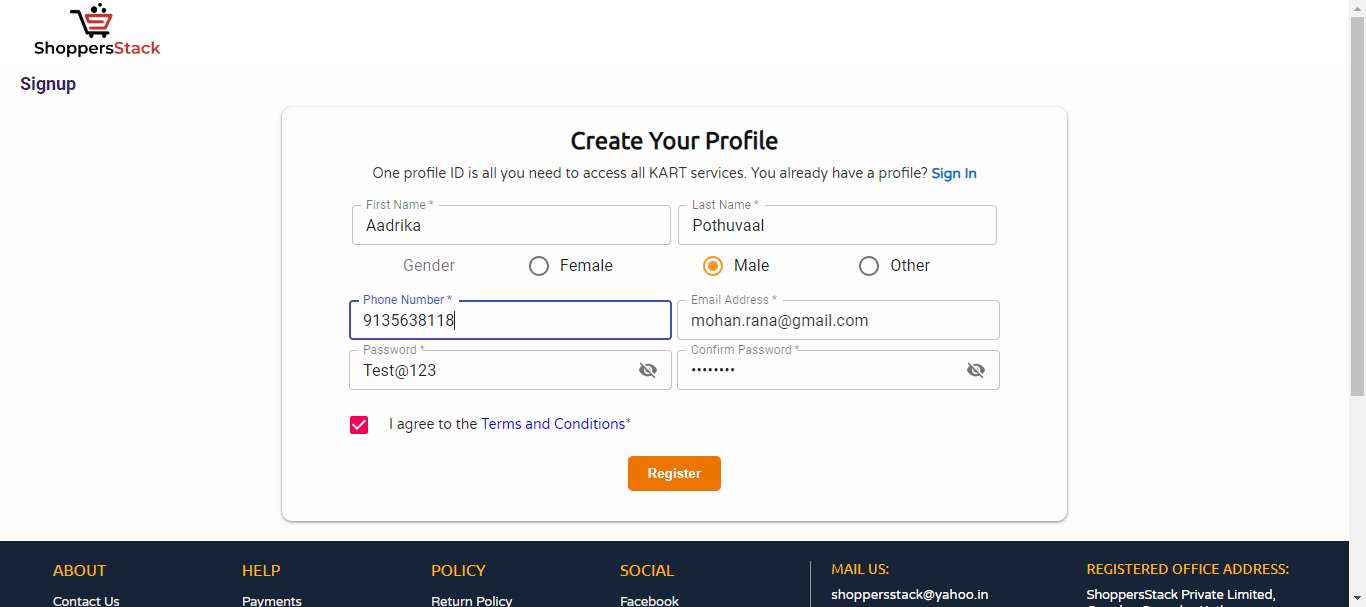 ShoppersStack
Signup
Create Your Profile
One profile ID is all you need to access all KART services. You already have a profile? Sign In
First Name *
Last Name *
Aadrika
Pothuvaal
Gender Female Male Other
Phone Number *
Email Address *
9135638118
mohan.rana@gmail.com
Password *
Confirm Password *
Test@123
••••••••
I agree to the Terms and Conditions*
Register
ABOUT HELP POLICY SOCIAL MAIL US: REGISTERED OFFICE ADDRESS:
Contact Us Payments Return Policy Facebook shoppersstack@yahoo.in ShoppersStack Private Limited,